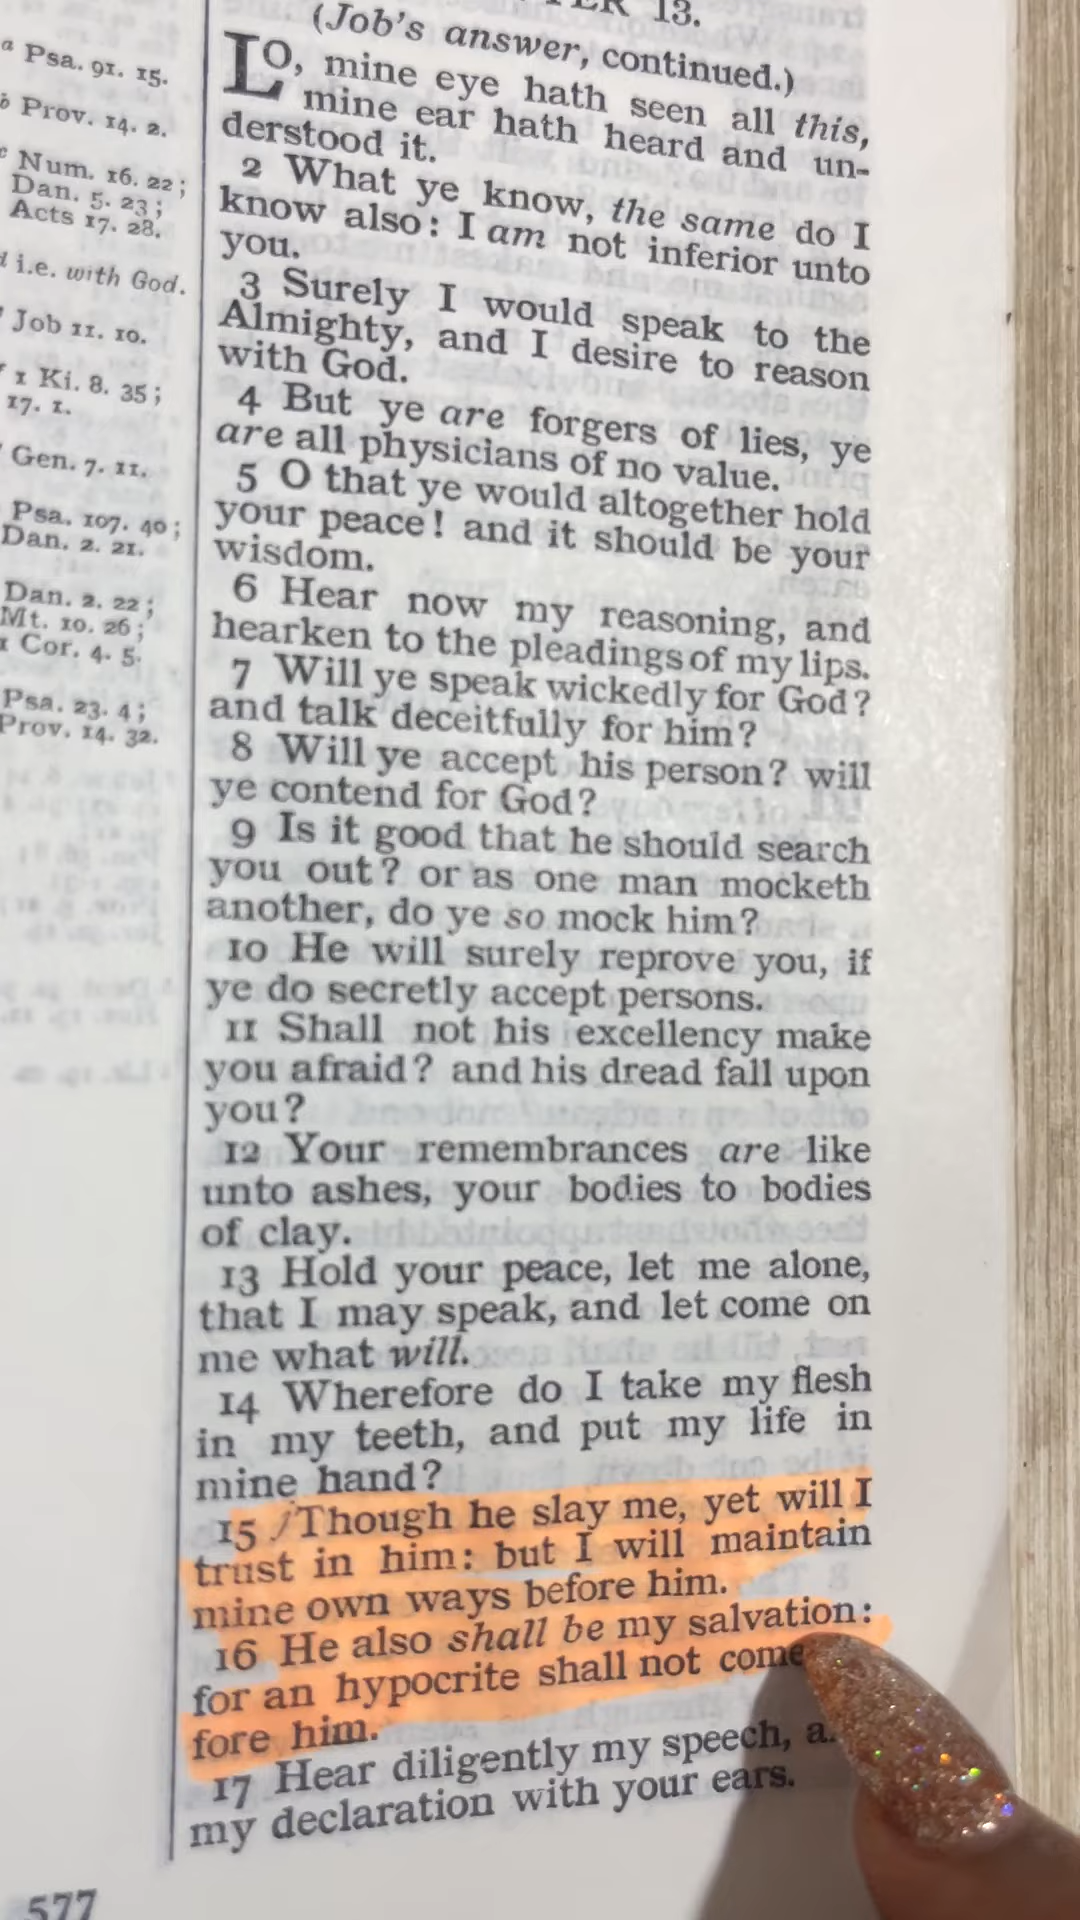 ER 13.
(Job's answer, continued.)
LO, mine eye hath seen all this,
mine ear hath heard and un-
derstood it.
2 What ye know, the same do I
know also: I am not inferior unto
you.
3 Surely I would speak to the
Almighty, and I desire to reason
with God.
4 But ye are forgers of lies, ye
are all physicians of no value.
5 O that ye would altogether hold
your peace! and it should be your
wisdom.
6 Hear now my reasoning, and
hearken to the pleadings of my lips.
7 Will ye speak wickedly for God?
and talk deceitfully for him?
8 Will ye accept his person? will
ye contend for God?
9 Is it good that he should search
you out? or as one man mocketh
another, do ye so mock him?
10 He will surely reprove you, if
ye do secretly accept persons.
11 Shall not his excellency make
you afraid? and his dread fall upon
you?
12 Your remembrances are like
unto ashes, your bodies to bodies
of clay.
13 Hold your peace, let me alone,
that I may speak, and let come on
me what will.
14 Wherefore do I take my flesh
in my teeth, and put my life in
mine hand?
15 j Though he slay me, yet will I
trust in him: but I will maintain
mine own ways before him.
16 He also shall be my salvation:
for an hypocrite shall not come
fore him.
17 Hear diligently my speech, a
my declaration with your ears.
a Psa. 91. 15.
b Prov. 14. 2.
c Num. 16. 22;
Dan. 5. 23;
Acts 17. 28.
d i.e. with God.
Job 11. 10.
f 1 Ki. 8. 35;
17. 1.
Gen. 7. 11.
Psa. 107. 40;
Dan. 2. 21.
Dan. 2. 22;
Mt. 10. 26;
1 Cor. 4. 5.
Psa. 23. 4;
Prov. 14. 32.
577